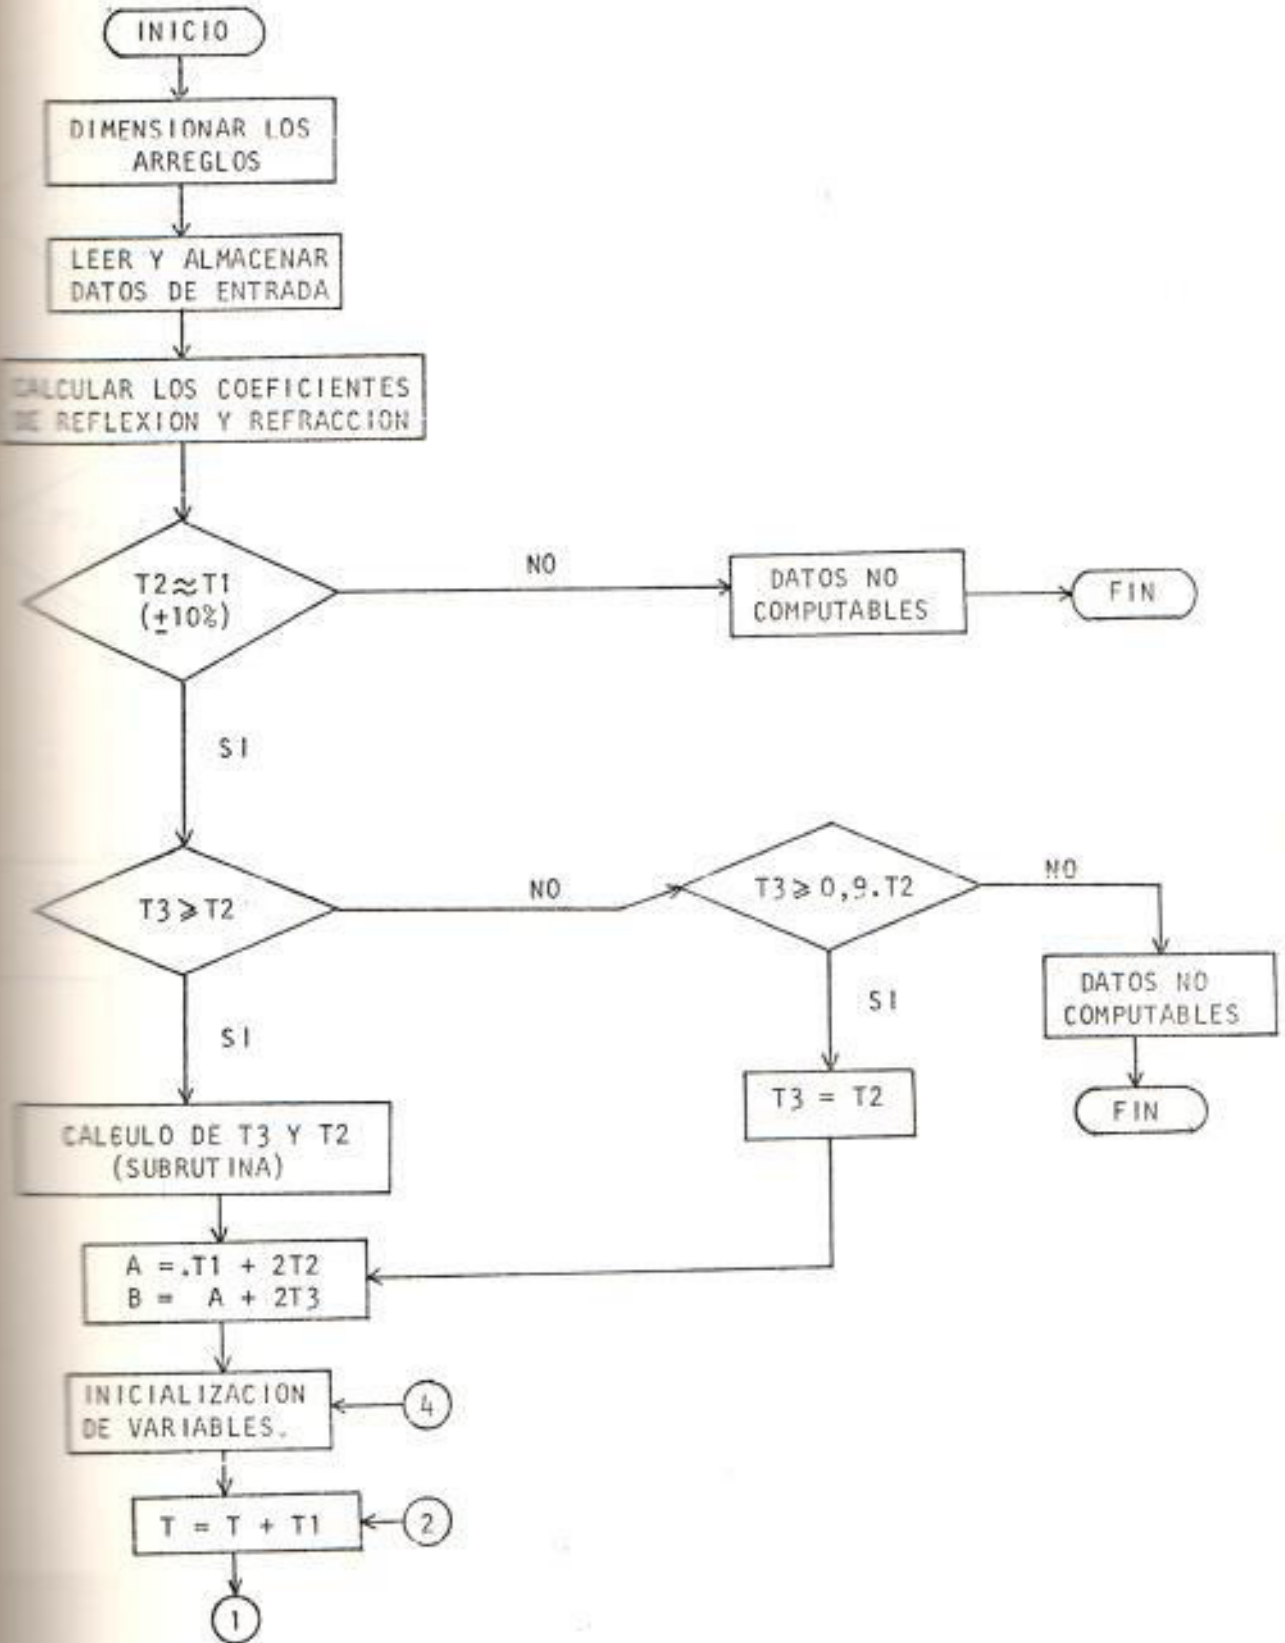 INICIO
DIMENSIONAR LOS
ARREGLOS
LEER Y ALMACENAR
DATOS DE ENTRADA
CALCULAR LOS COEFICIENTES
DE REFLEXION Y REFRACCION
T2≈T1
(±10%)
NO
DATOS NO
COMPUTABLES
FIN
SI
T3⩾T2
NO
T3⩾0,9.T2
NO
DATOS NO
COMPUTABLES
FIN
SI
T3 = T2
SI
CALCULO DE T3 Y T2
(SUBRUTINA)
A =.T1 + 2T2
B = A + 2T3
INICIALIZACION
DE VARIABLES.
4
T = T + T1
2
1